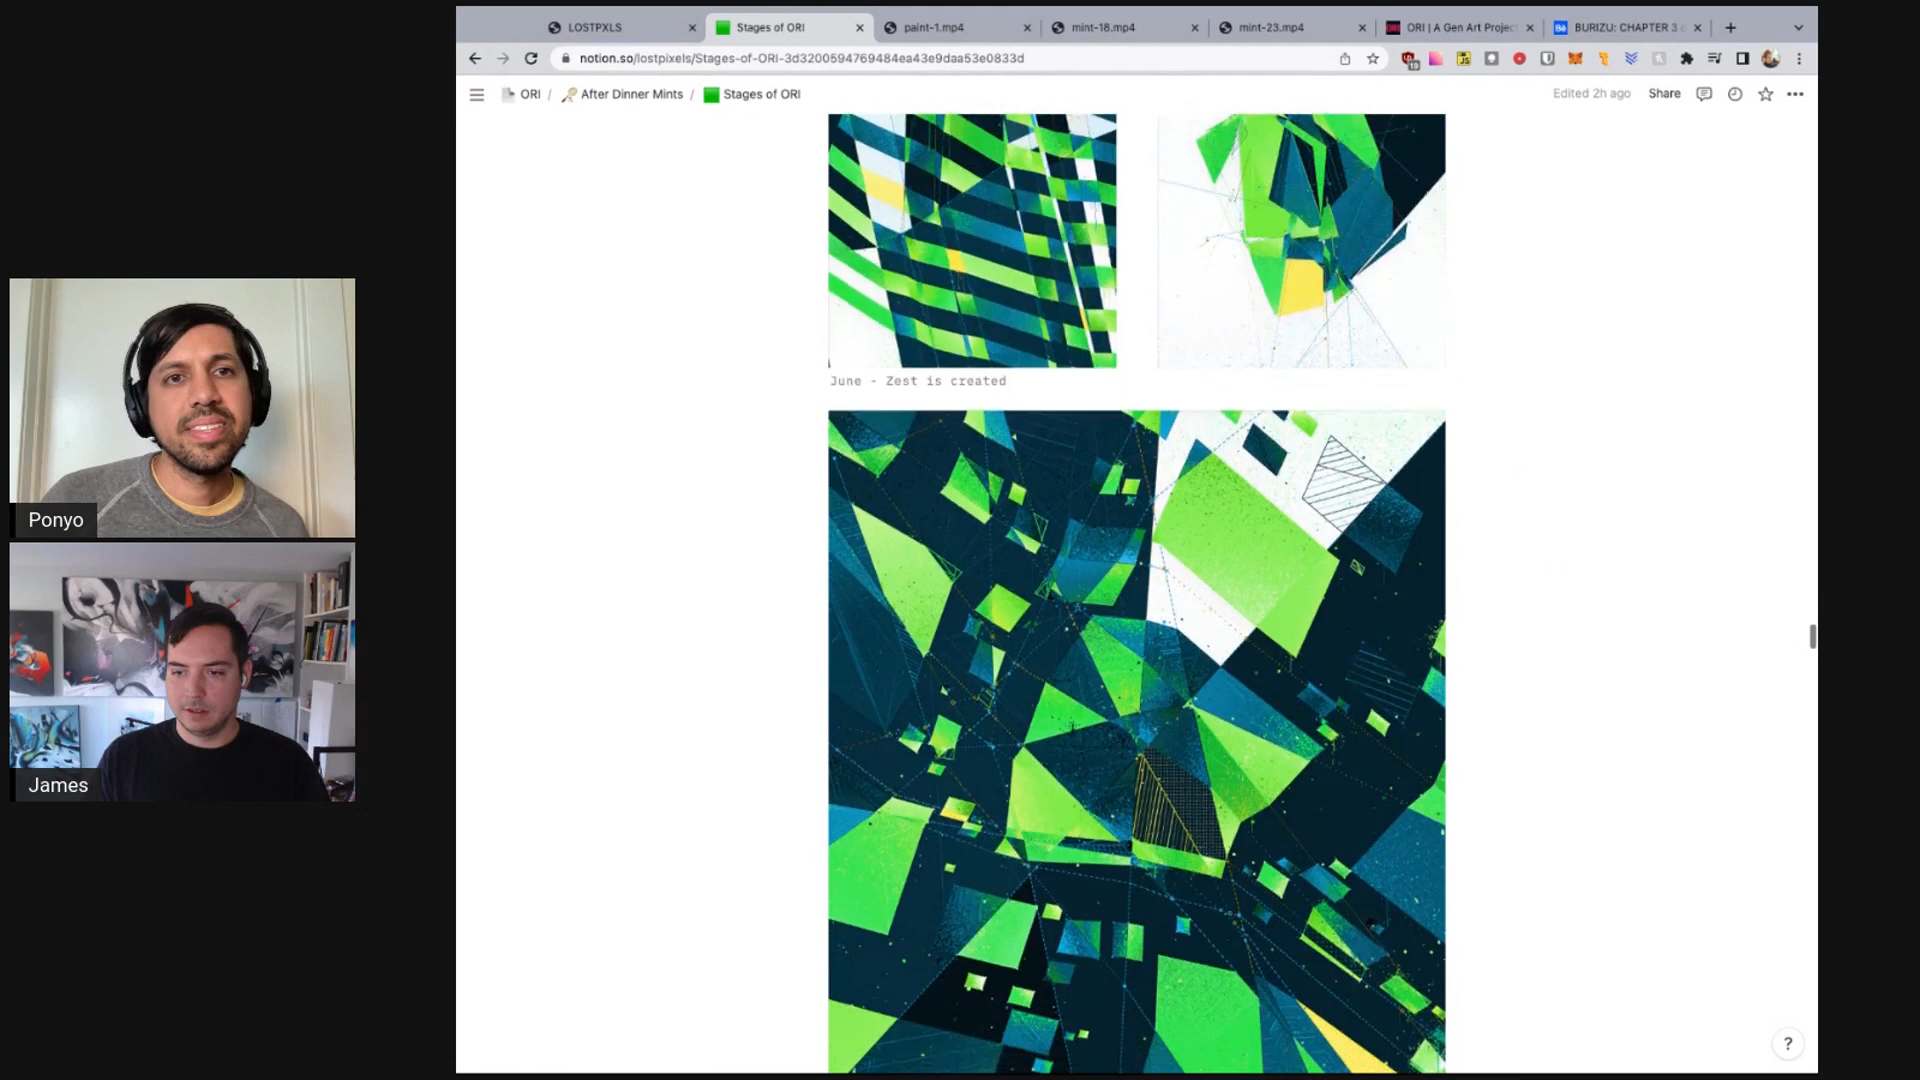 LOSTPXLS
Stages of ORI
paint-1.mp4
mint-18.mp4
mint-23.mp4
ORI | A Gen Art Projec
BURIZU: CHAPTER 3
notion.so/lostpixels/Stages-of-ORI-3d3200594769484ea43e9daa53e0833d
ORI / After Dinner Mints / Stages of ORI
Edited 2h ago
Share
June - Zest is created
Ponyo
James
?